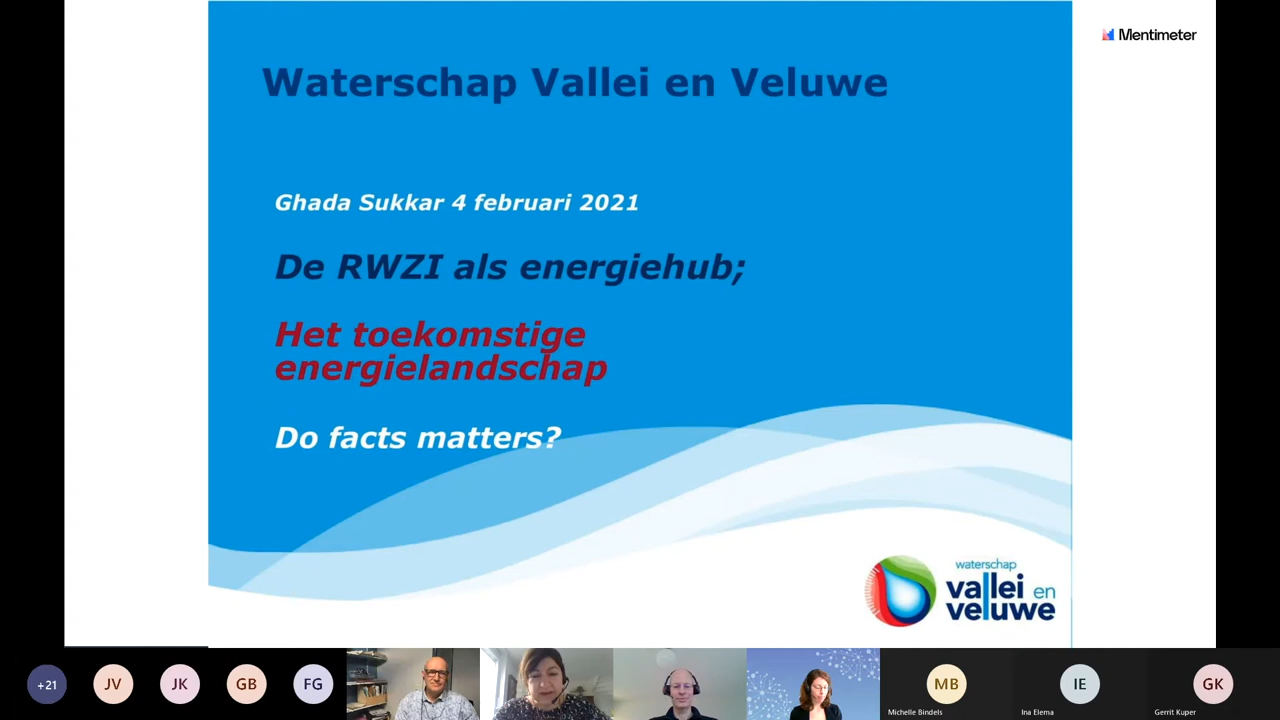 Mentimeter
Waterschap Vallei en Veluwe
Ghada Sukkar 4 februari 2021
De RWZI als energiehub;
Het toekomstige
energielandschap
Do facts matters?
waterschap
vallei en
veluwe
+21
JV
JK
GB
FG
MB
IE
GK
Michelle Bindels
Ina Elema
Gerrit Kuper